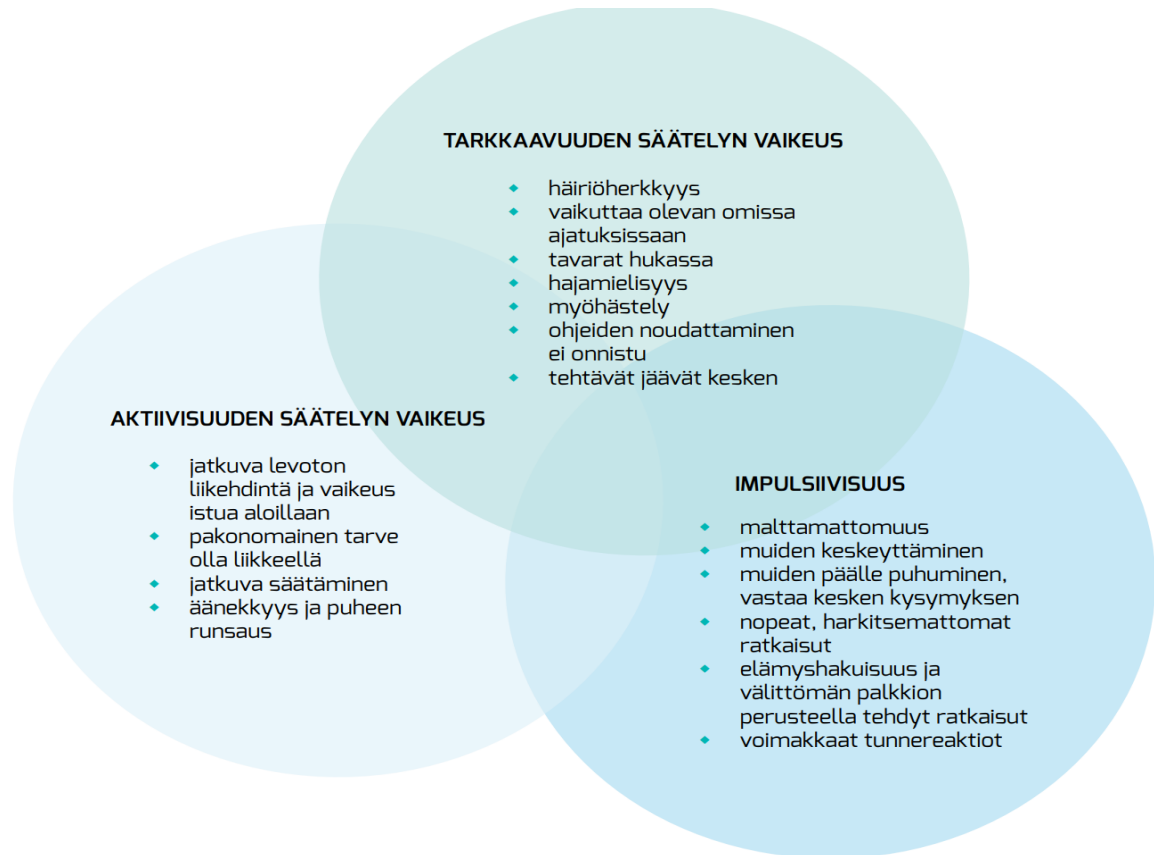 TARKKAAVUUDEN SÄÄTELYN VAIKEUS
häiriöherkkyys
vaikuttaa olevan omissa
ajatuksissaan
tavarat hukassa
hajamielisyys
myöhästely
ohjeiden noudattaminen
ei onnistu
tehtävät jäävät kesken
AKTIIVISUUDEN SÄÄTELYN VAIKEUS
jatkuva levoton
liikehdintä ja vaikeus
istua aloillaan
pakonomainen tarve
olla liikkeellä
jatkuva säätäminen
äänekkyys ja puheen
runsaus
IMPULSIIVISUUS
malttamattomuus
muiden keskeyttäminen
muiden päälle puhuminen,
vastaa kesken kysymyksen
nopeat, harkitsemattomat
ratkaisut
elämyshakuisuus ja
välittömän palkkion
perusteella tehdyt ratkaisut
voimakkaat tunnereaktiot